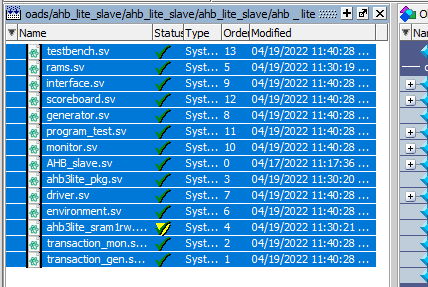 oads/ahb_lite_slave/ahb_lite_slave/ahb_lite_slave/ahb_lite
Name Status Type Order Modified
testbench.sv Syst... 13 04/19/2022 11:40:28 ...
rams.sv Syst... 5 04/19/2022 11:30:19 ...
interface.sv Syst... 9 04/19/2022 11:40:28 ...
scoreboard.sv Syst... 12 04/19/2022 11:40:28 ...
generator.sv Syst... 8 04/19/2022 11:40:28 ...
program_test.sv Syst... 11 04/19/2022 11:40:28 ...
monitor.sv Syst... 10 04/19/2022 11:40:28 ...
AHB_slave.sv Syst... 0 04/17/2022 11:17:36 ...
ahb3lite_pkg.sv Syst... 3 04/19/2022 11:30:20 ...
driver.sv Syst... 7 04/19/2022 11:40:28 ...
environment.sv Syst... 6 04/19/2022 11:40:28 ...
ahb3lite_sram1rw.... Syst... 4 04/19/2022 11:30:21 ...
transaction_mon.s... Syst... 2 04/19/2022 11:40:28 ...
transaction_gen.s... Syst... 1 04/19/2022 11:40:28 ...
O
Nam